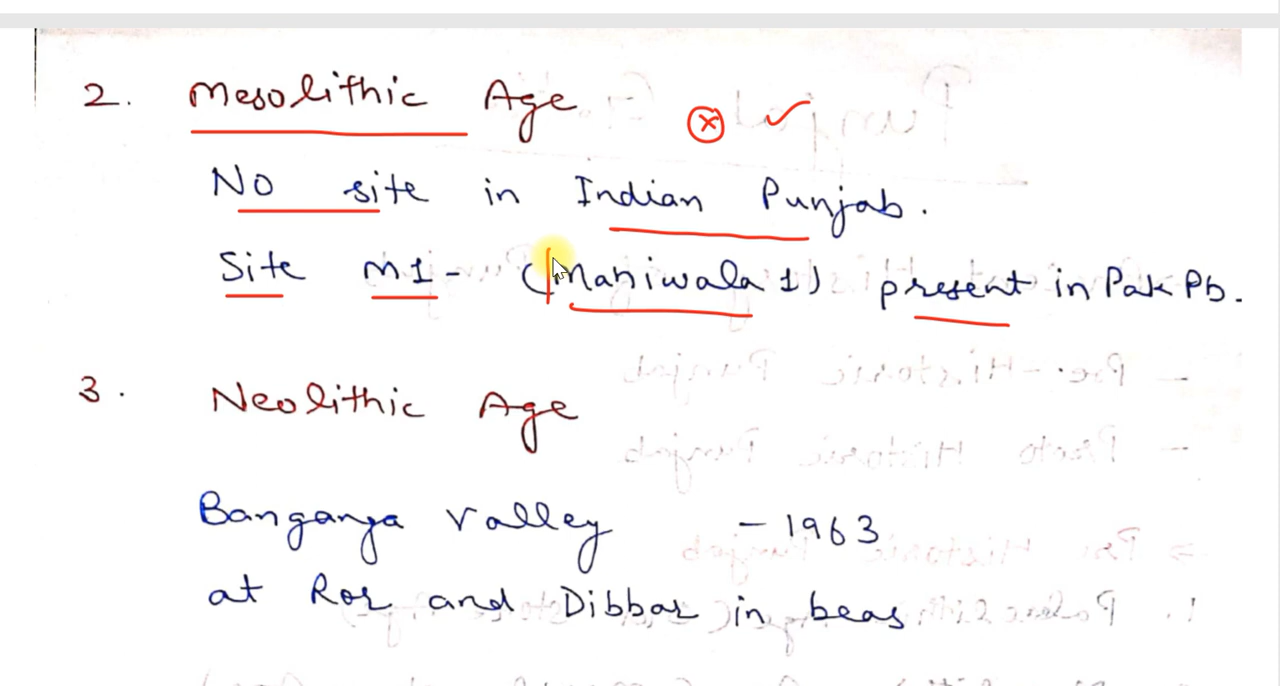 2. Mesolithic Age
No site in Indian Punjab.
Site M1- (Maniwala 1) present in Pak Pb.
3. Neolithic Age
Banganga Valley - 1963
at Ror and Dibbar in beas